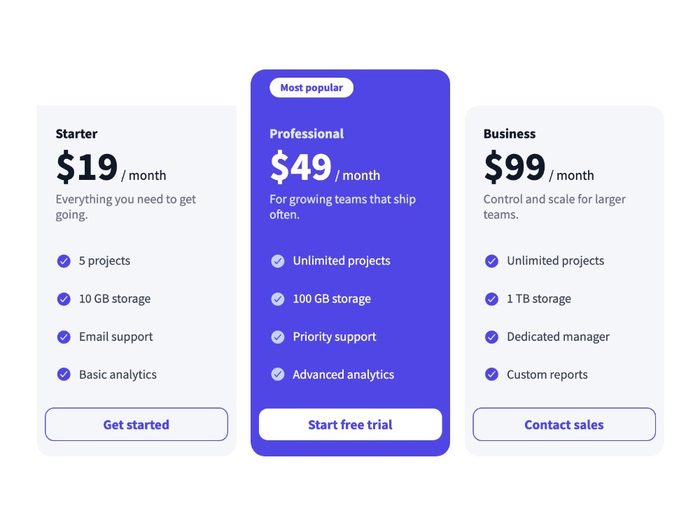 Starter
$19 / month
Everything you need to get
going.
5 projects
10 GB storage
Email support
Basic analytics
Get started
Most popular
Professional
$49 / month
For growing teams that ship
often.
Unlimited projects
100 GB storage
Priority support
Advanced analytics
Start free trial
Business
$99 / month
Control and scale for larger
teams.
Unlimited projects
1 TB storage
Dedicated manager
Custom reports
Contact sales